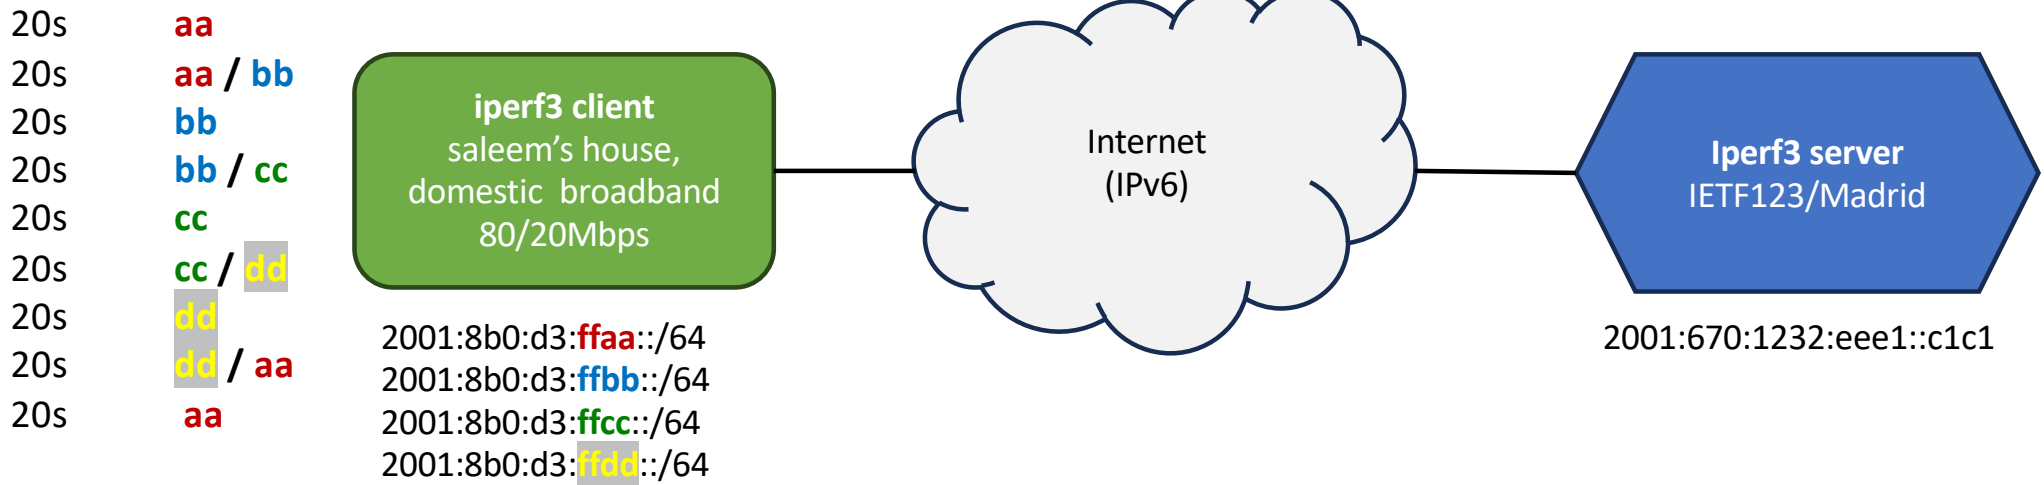 20s aa
20s aa / bb
20s bb
20s bb / cc
20s cc
20s cc / dd
20s dd
20s dd / aa
20s aa
iperf3 client
saleem’s house,
domestic broadband
80/20Mbps
2001:8b0:d3:ffaa::/64
2001:8b0:d3:ffbb::/64
2001:8b0:d3:ffcc::/64
2001:8b0:d3:ffdd::/64
Internet
(IPv6)
Iperf3 server
IETF123/Madrid
2001:670:1232:eee1::c1c1